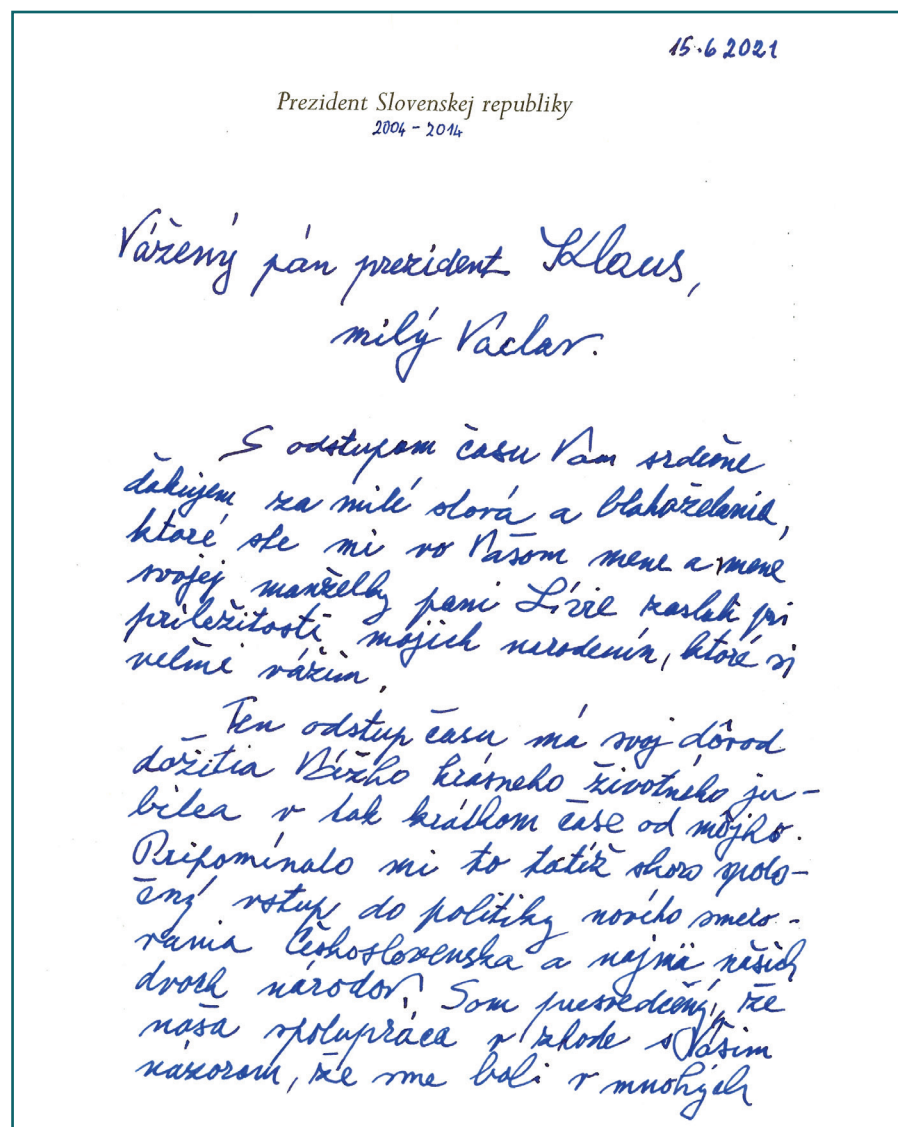 15.6 2021
Prezident Slovenskej republiky
2004 - 2014
Vážený pán prezident Klaus,
milý Václav.
S odstupom času Vám srdečne
ďakujem za milé slová a blahoželania,
ktoré ste mi vo Vašom mene a mene
svojej manželky pani Lívie zaslali pri
príležitosti mojich narodenín, ktoré si
veľmi vážim.
Ten odstup času má svoj dôvod
dožitia Vášho krásneho životného ju-
bilea v tak krátkom čase od môjho.
Pripomínalo mi to totiž skoro spolo-
čný vstup do politiky nového smero-
vania Československa a najmä našich
dvoch národov. Som presvedčený, že
naša spolupráca v zhode s Vašim
názorom, že sme boli v mnohých